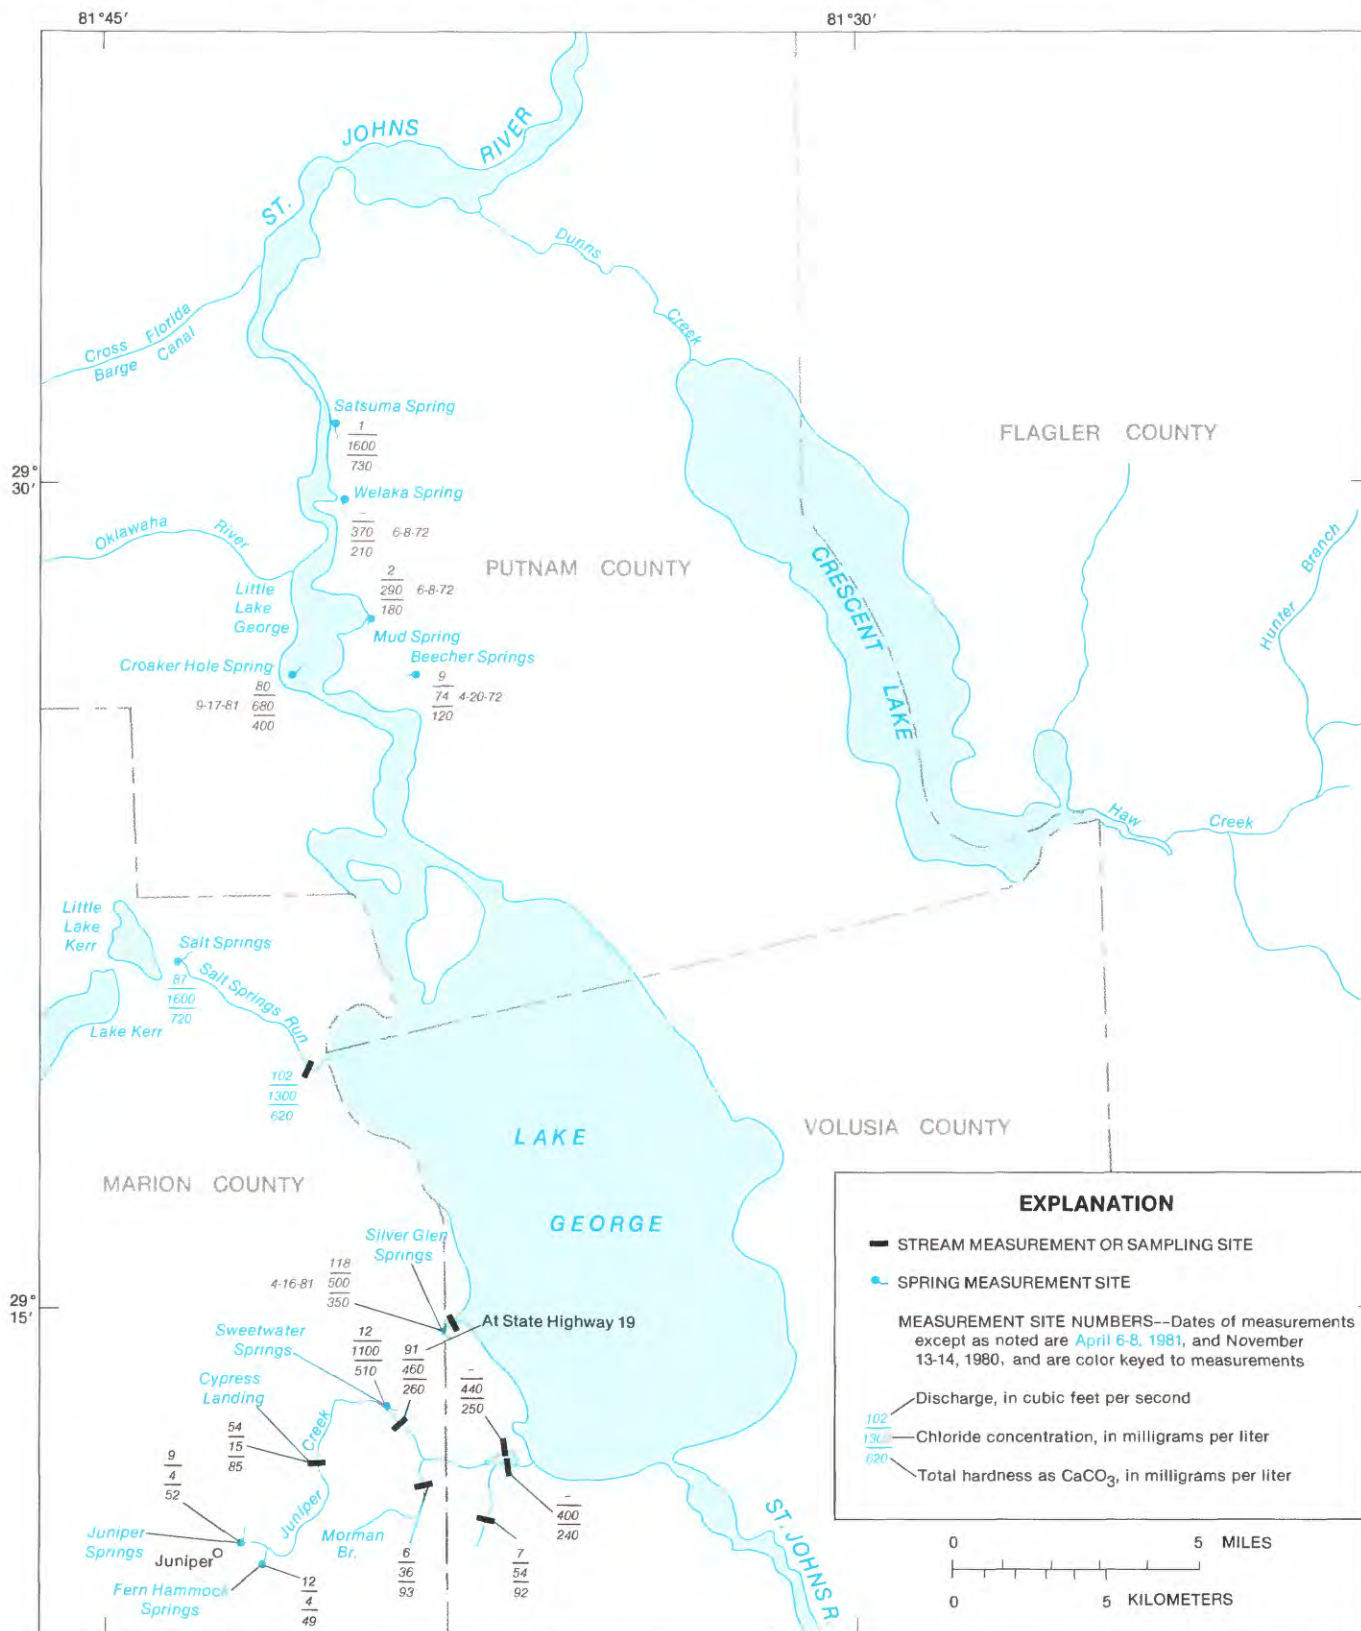 81°45′
81°30′
ST. JOHNS RIVER
Dunns Creek
Cross Florida
Barge Canal
Satsuma Spring
1
1600
730
FLAGLER COUNTY
29°
30′
Welaka Spring
–
370 6-8-72
210
Oklawaha River
PUTNAM COUNTY
2
290 6-8-72
180
Little
Lake
George
Mud Spring
CRESCENT LAKE
Hunter Branch
Beecher Springs
9
74 4-20-72
120
Croaker Hole Spring
80
9-17-81 680
400
Haw Creek
Little
Lake
Kerr
Salt Springs
87
1600
720
Salt Springs Run
Lake Kerr
102
1300
620
LAKE
GEORGE
VOLUSIA COUNTY
MARION COUNTY
Silver Glen
Springs
118
4-16-81 500
350
29°
15′
At State Highway 19
Sweetwater
Springs
12
1100
510
91
460
260
–
440
250
Cypress
Landing
54
15
85
Creek
Juniper
9
4
52
Juniper
Springs
Juniper
Fern Hammock
Springs
12
4
49
Morman
Br.
6
36
93
7
54
92
–
400
240
ST. JOHNS R.
EXPLANATION
STREAM MEASUREMENT OR SAMPLING SITE
SPRING MEASUREMENT SITE
MEASUREMENT SITE NUMBERS--Dates of measurements
except as noted are April 6-8, 1981, and November
13-14, 1980, and are color keyed to measurements
102
1300
620
Discharge, in cubic feet per second
Chloride concentration, in milligrams per liter
Total hardness as CaCO3, in milligrams per liter
0 5 MILES
0 5 KILOMETERS